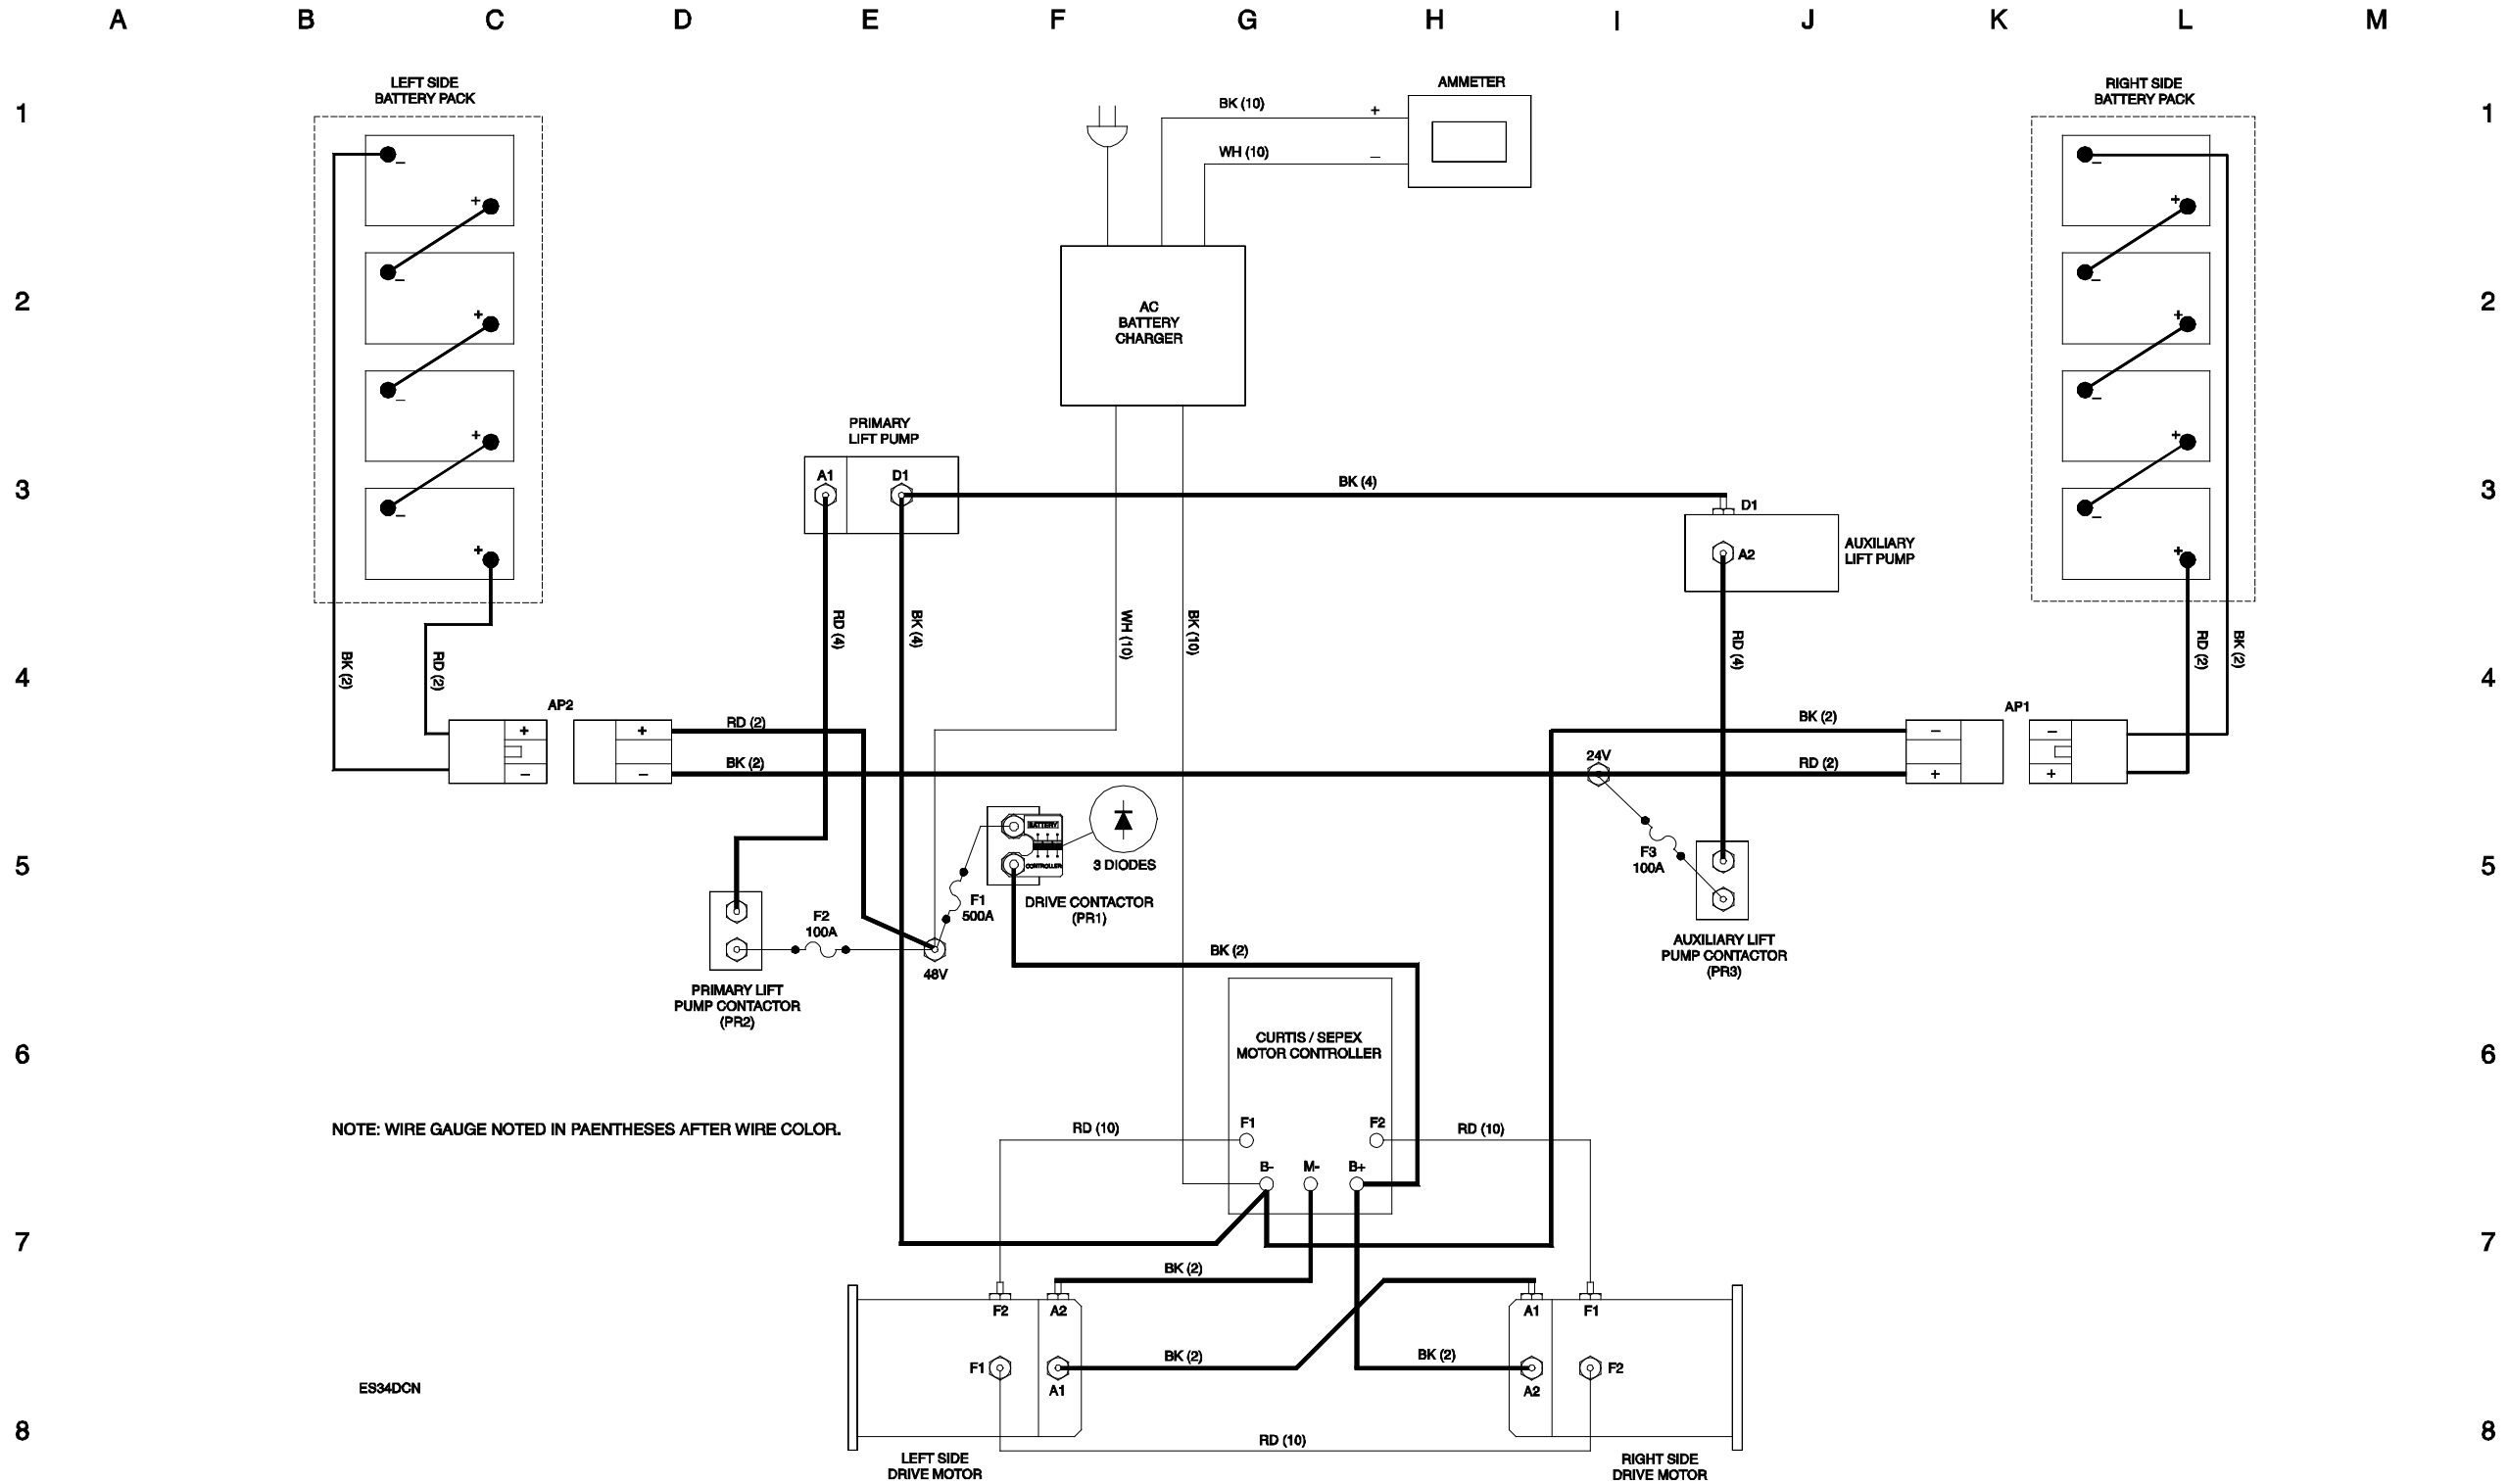 A B C D E F G H I J K L M
LEFT SIDE
BATTERY PACK
AMMETER
RIGHT SIDE
BATTERY PACK
1 1
BK (10) +
WH (10) –
– –
+ +
– –
AC
BATTERY
CHARGER
2 2
+ +
– –
PRIMARY
LIFT PUMP
+ +
A1 D1
BK (4)
3 3
– –
D1
+ +
A2
AUXILIARY
LIFT PUMP
RD (4)
BK (4)
WH (10)
BK (10)
RD (4)
RD (2)
BK (2)
BK (2)
RD (2)
4 4
AP2
AP1
+ + RD (2)
BK (2) – –
– – BK (2)
24V
RD (2) + +
BATTERY
CONTROLLER
3 DIODES
F3
100A
5 5
F1
500A
DRIVE CONTACTOR
(PR1)
F2
100A
48V
BK (2)
AUXILIARY LIFT
PUMP CONTACTOR
(PR3)
PRIMARY LIFT
PUMP CONTACTOR
(PR2)
CURTIS / SEPEX
MOTOR CONTROLLER
6 6
NOTE: WIRE GAUGE NOTED IN PAENTHESES AFTER WIRE COLOR.
RD (10) F1 F2 RD (10)
B- M- B+
7 7
BK (2)
F2 A2 A1 F1
BK (2) BK (2)
F1 A1 A2 F2
ES34DCN
8 8
RD (10)
LEFT SIDE
DRIVE MOTOR
RIGHT SIDE
DRIVE MOTOR